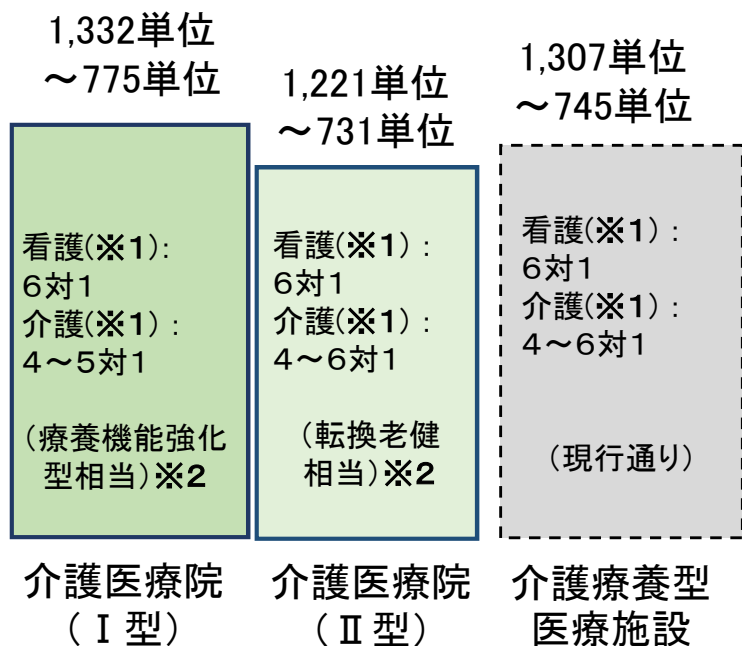 1,332単位
～775単位
看護(※1):
6対1
介護(※1)：
4～5対1
（療養機能強化
型相当）※2
介護医療院
（Ⅰ型）
1,221単位
～731単位
看護(※1)：
6対1
介護(※1)：
4～6対1
（転換老健
相当）※2
介護医療院
（Ⅱ型）
1,307単位
～745単位
看護(※1)：
6対1
介護(※1)：
4～6対1
（現行通り）
介護療養型
医療施設